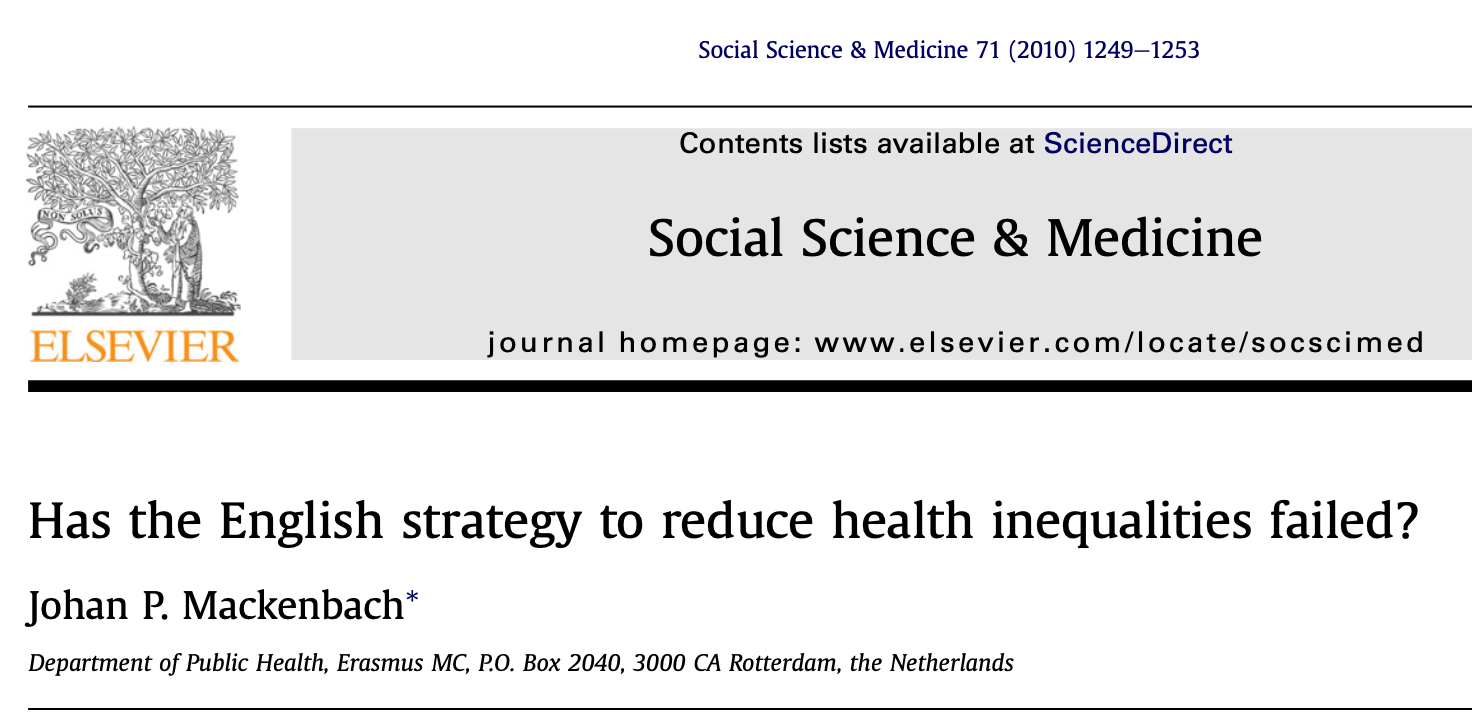 Social Science & Medicine 71 (2010) 1249–1253
Contents lists available at ScienceDirect
NON SOLUS
ELSEVIER
Social Science & Medicine
journal homepage: www.elsevier.com/locate/socscimed
Has the English strategy to reduce health inequalities failed?
Johan P. Mackenbach*
Department of Public Health, Erasmus MC, P.O. Box 2040, 3000 CA Rotterdam, the Netherlands